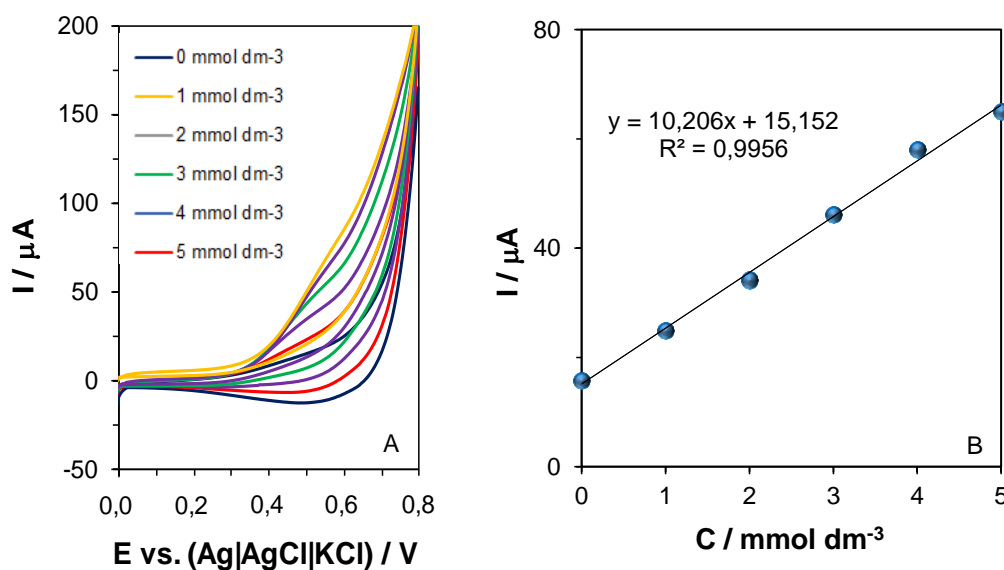 200
150
100
50
0
-50
I / μA
0 mmol dm-3
1 mmol dm-3
2 mmol dm-3
3 mmol dm-3
4 mmol dm-3
5 mmol dm-3
A
0,0
0,2
0,4
0,6
0,8
E vs. (Ag|AgCl|KCl) / V
80
40
0
I / μA
y = 10,206x + 15,152
R² = 0,9956
B
0
1
2
3
4
5
C / mmol dm⁻³